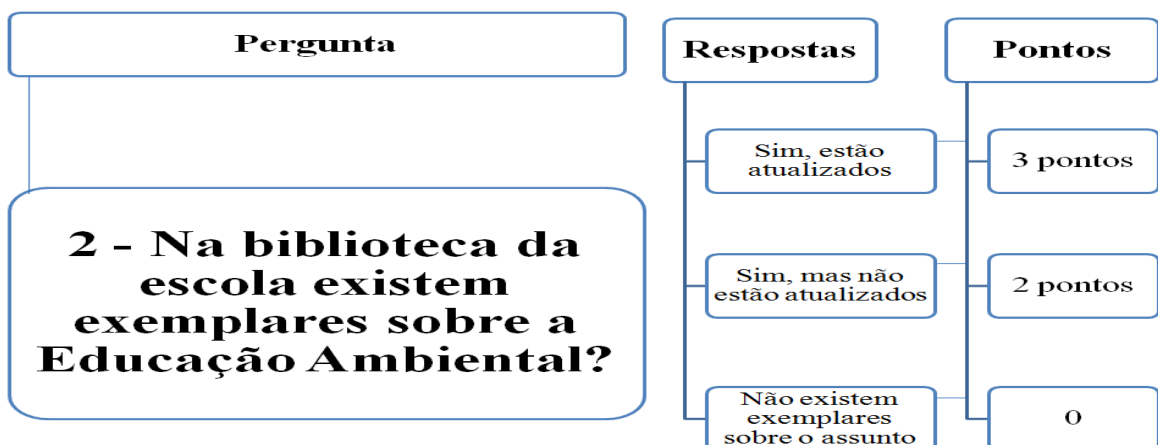 Pergunta
Respostas
Pontos
2 - Na biblioteca da
escola existem
exemplares sobre a
Educação Ambiental?
Sim, estão
atualizados
3 pontos
Sim, mas não
estão atualizados
2 pontos
Não existem
exemplares
sobre o assunto
0